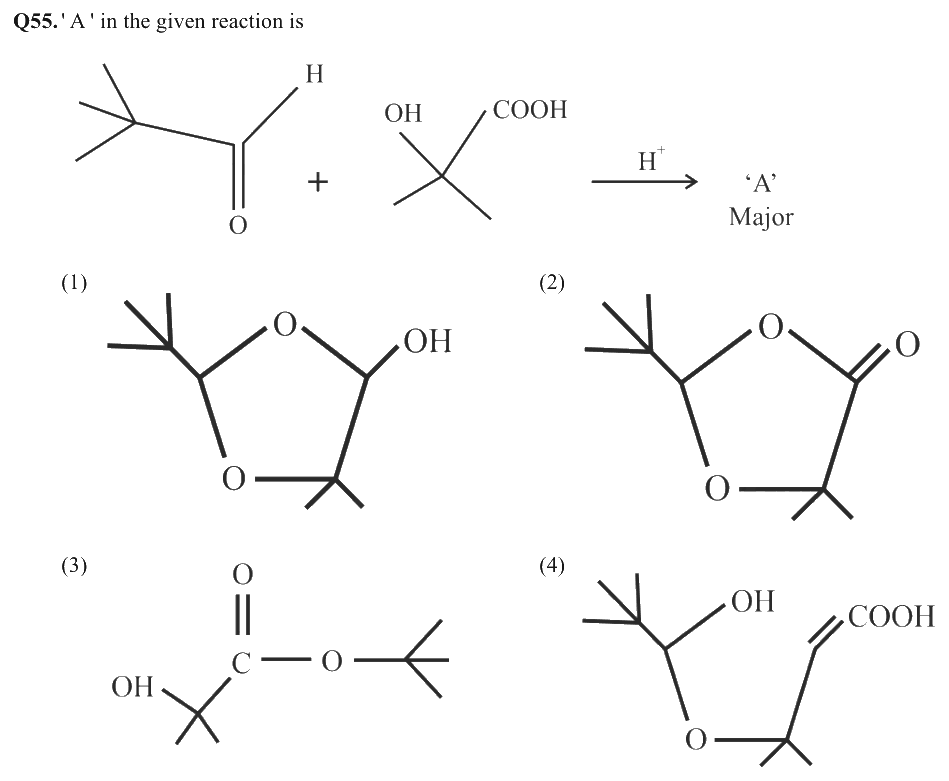 Q55. ' A ' in the given reaction is
H
OH
COOH
O
+
H+
'A'
Major
(1)
O
OH
O
(2)
O
O
O
(3)
O
C
O
OH
(4)
OH
COOH
O